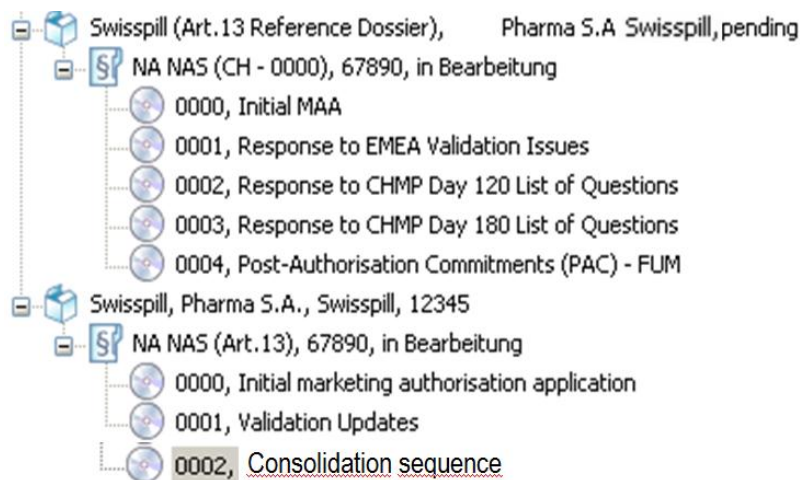 Swisspill (Art.13 Reference Dossier), Pharma S.A Swisspill, pending
§ NA NAS (CH - 0000), 67890, in Bearbeitung
0000, Initial MAA
0001, Response to EMEA Validation Issues
0002, Response to CHMP Day 120 List of Questions
0003, Response to CHMP Day 180 List of Questions
0004, Post-Authorisation Commitments (PAC) - FUM
Swisspill, Pharma S.A., Swisspill, 12345
§ NA NAS (Art.13), 67890, in Bearbeitung
0000, Initial marketing authorisation application
0001, Validation Updates
0002, Consolidation sequence